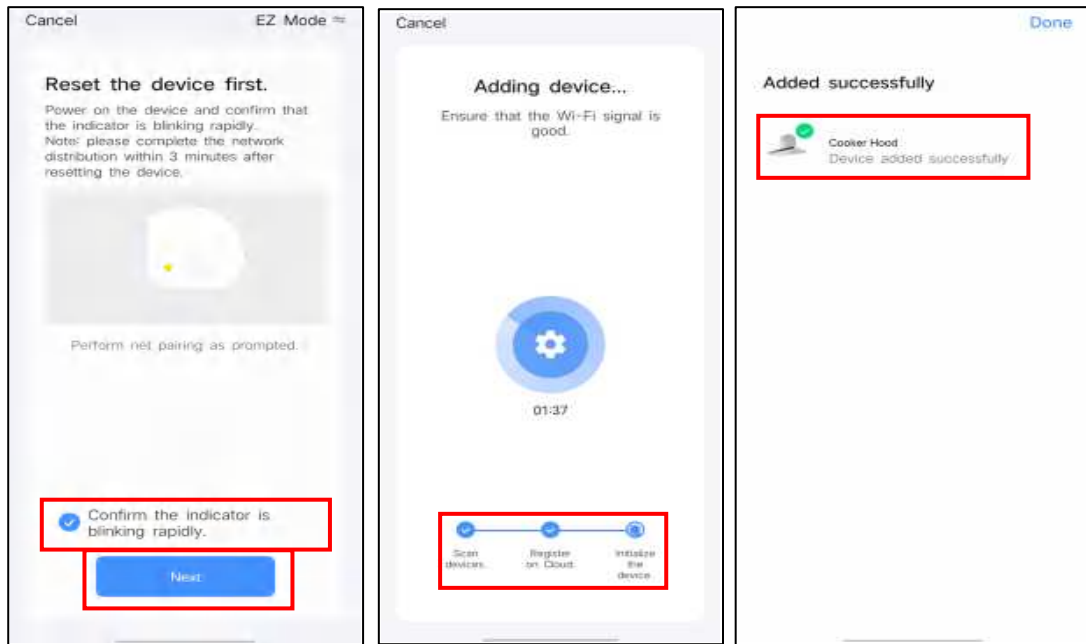 Cancel
EZ Mode
Reset the device first.
Power on the device and confirm that
the indicator is blinking rapidly.
Note: please complete the network
distribution within 3 minutes after
resetting the device.
Perform net pairing as prompted.
Confirm the indicator is
blinking rapidly.
Next
Cancel
Adding device...
Ensure that the Wi-Fi signal is
good.
01:37
Scan
devices.
Register
on Cloud.
Initialize
the
device.
Done
Added successfully
Cooker Hood
Device added successfully